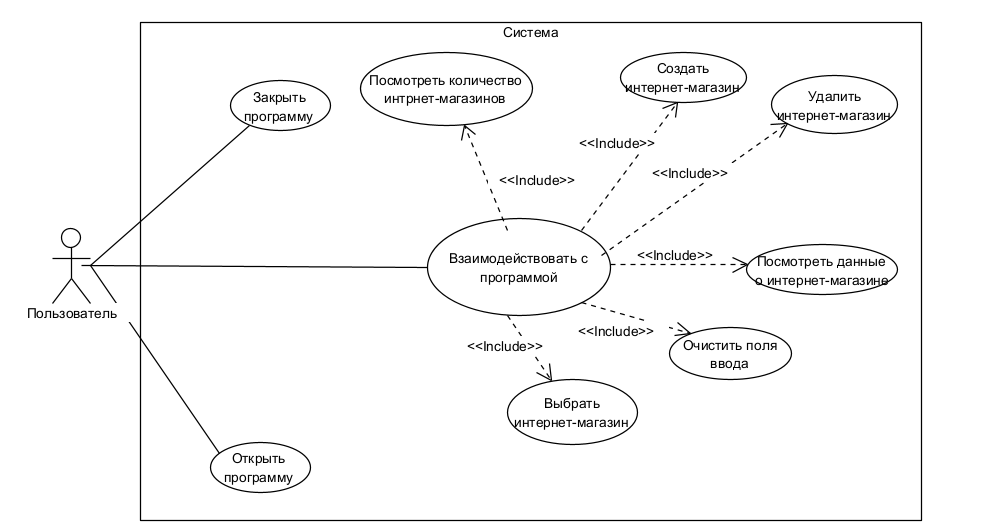 Система
Посмотреть количество
интрнет-магазинов
Создать
интернет-магазин
Удалить
интернет-магазин
Закрыть
программу
<<Include>>
<<Include>>
<<Include>>
<<Include>>
Взаимодействовать с
программой
Посмотреть данные
о интернет-магазине
Пользователь
<<Include>>
<<Include>>
Очистить поля
ввода
Выбрать
интернет-магазин
Открыть
программу